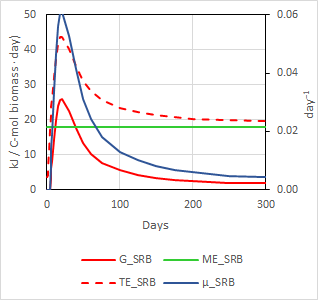 50
40
30
20
10
0
kJ / C-mol biomass · day)
0.06
0.04
0.02
0.00
day⁻¹
0
100
200
300
Days
G_SRB
ME_SRB
TE_SRB
μ_SRB